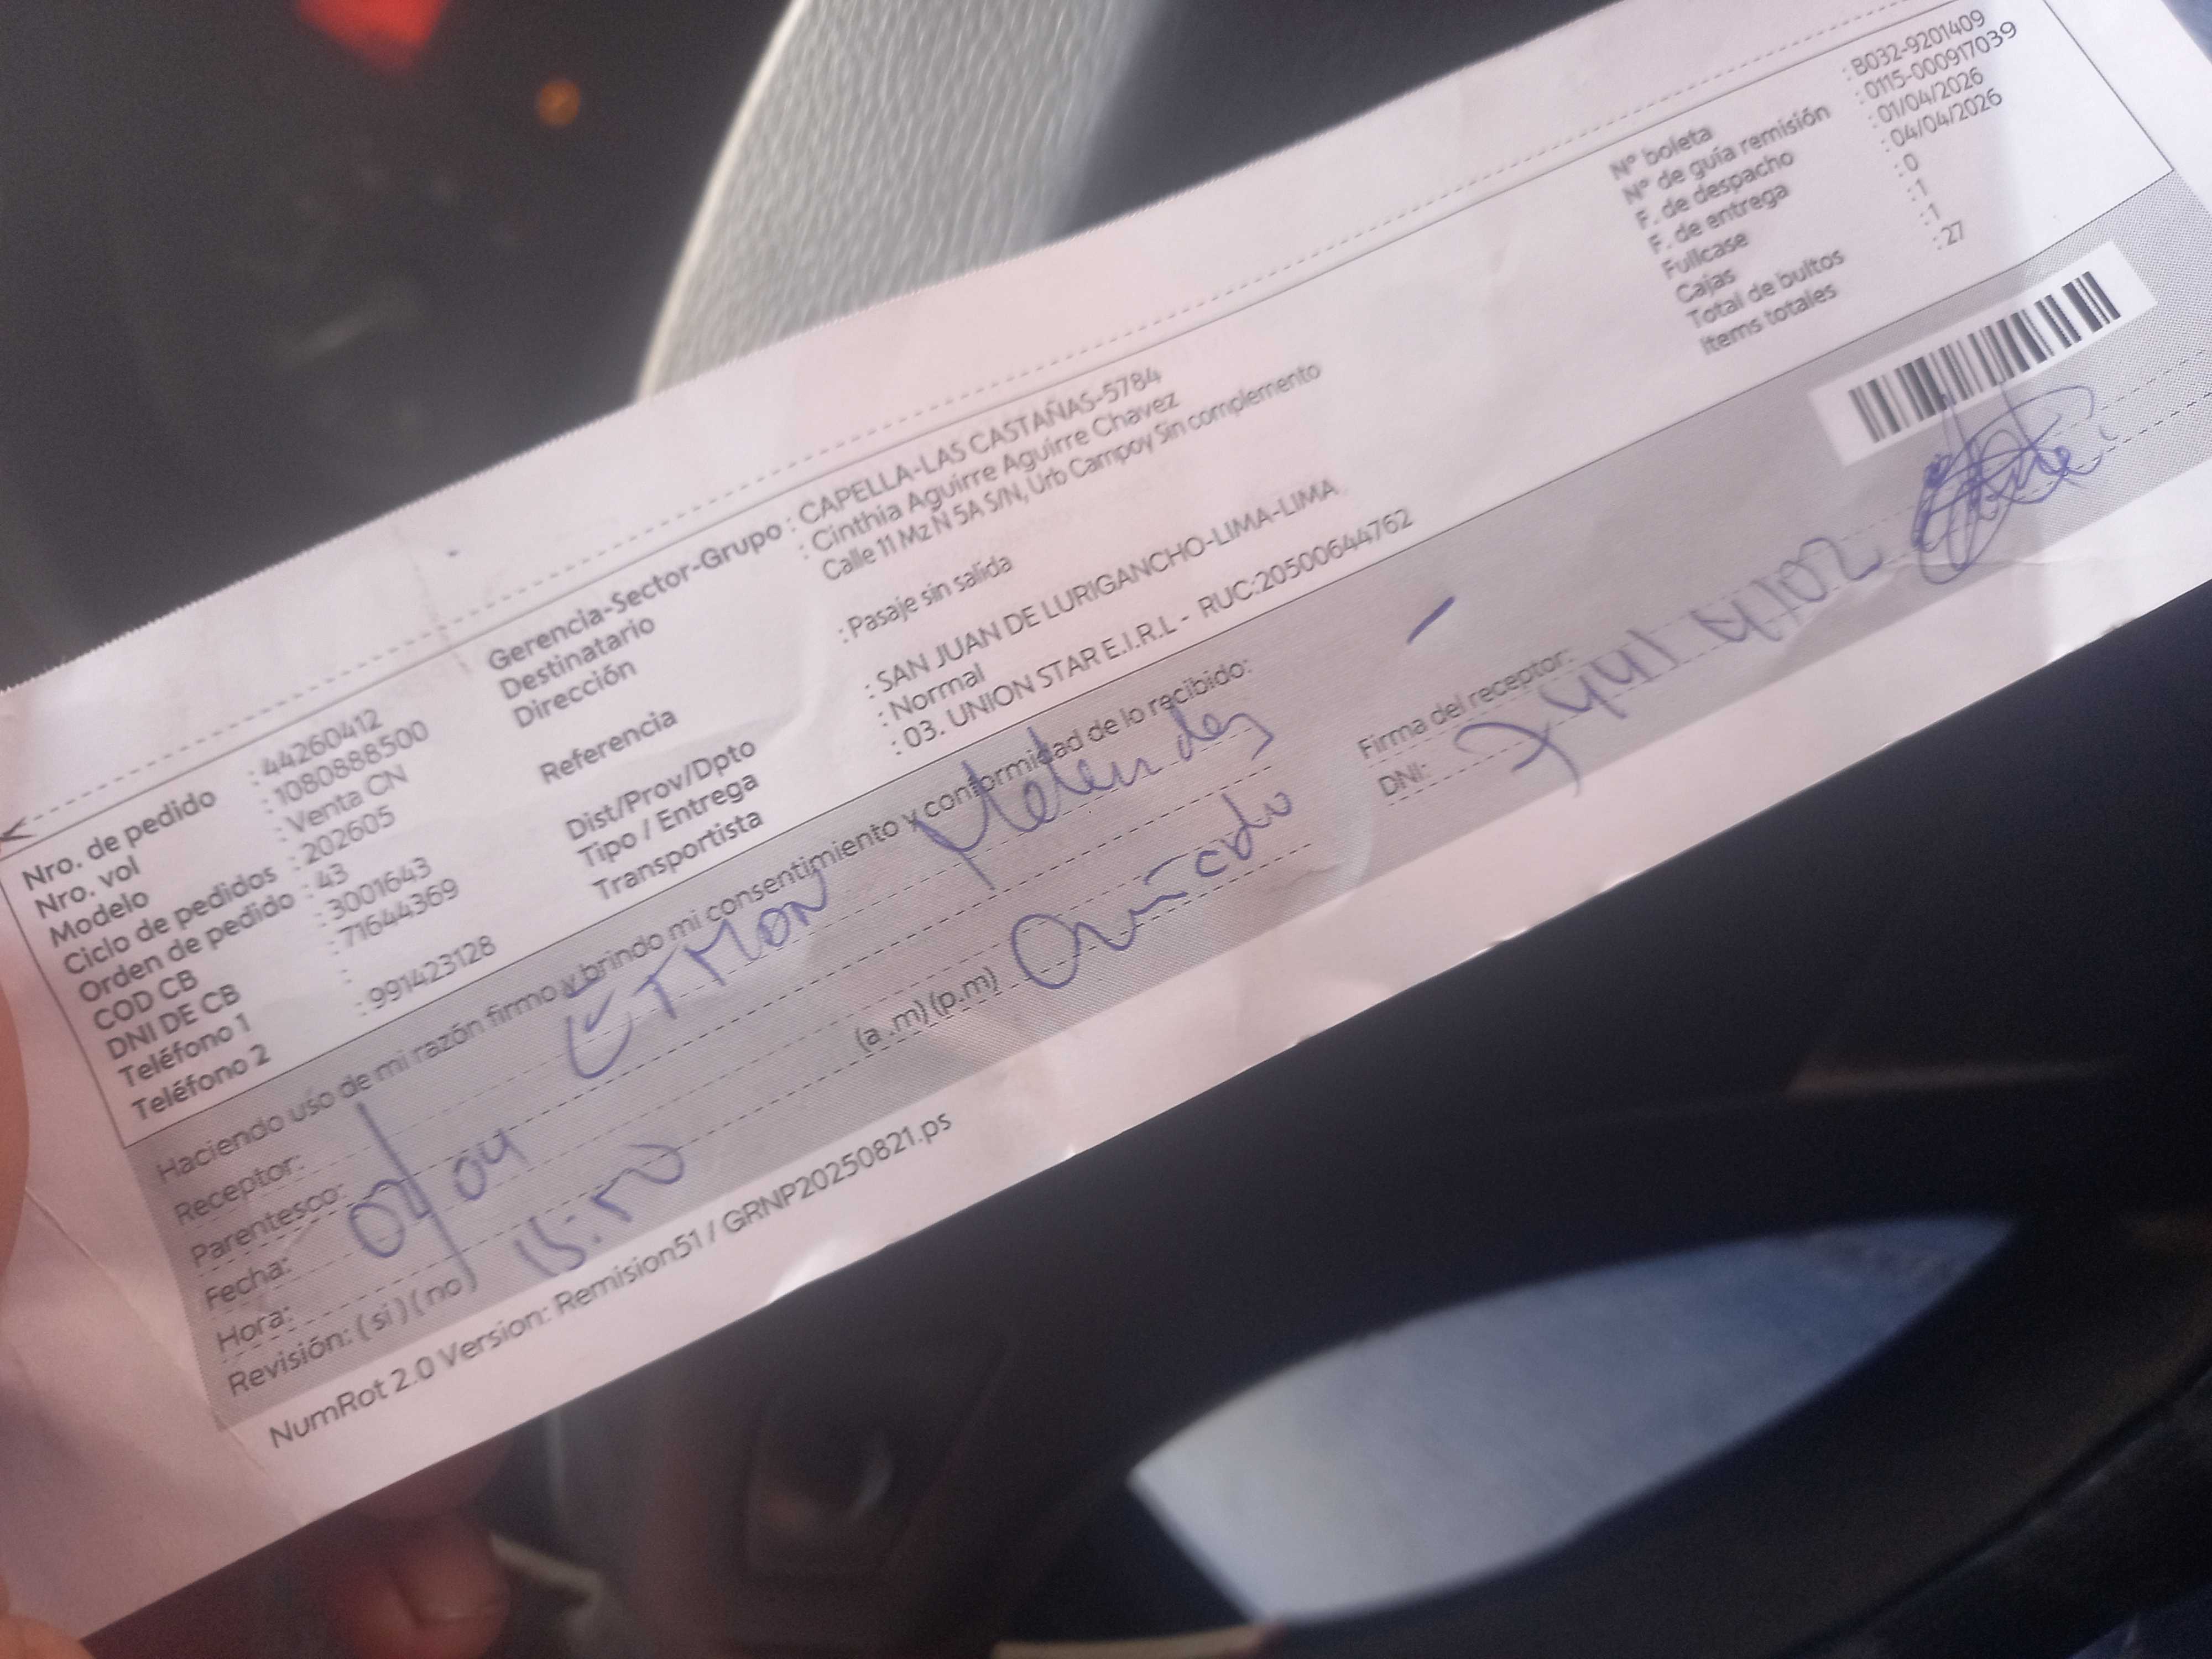 Nro. de pedido : 44260412
Nro. vol : 1080888500
Modelo : Venta CN
Ciclo de pedidos : 202605
Orden de pedido : 43
COD CB : 3001643
DNI DE CB : 71644369
Teléfono 1 :
Teléfono 2 : 991423128
Gerencia-Sector-Grupo : CAPELLA-LAS CASTAÑAS-5784
Destinatario : Cinthia Aguirre Aguirre Chavez
Dirección Calle 11 Mz N 5A S/N, Urb Campoy Sin complemento
Referencia : Pasaje sin salida
Dist/Prov/Dpto : SAN JUAN DE LURIGANCHO-LIMA-LIMA
Tipo / Entrega : Normal
Transportista : 03. UNION STAR E.I.R.L - RUC:20500644762
N° boleta : B032-9201409
N° de guía remisión : 0115-000917039
F. de despacho : 01/04/2026
F. de entrega : 04/04/2026
Fullcase : 0
Cajas : 1
Total de bultos : 1
Items totales : 27
Haciendo uso de mi razón firmo y brindo mi consentimiento y conformidad de lo recibido:
Receptor:
Parentesco:
Fecha: 04
Hora: (a.m) (p.m)
Revisión: (si) (no)
Firma del receptor:
DNI:
NumRot 2.0 Version: Remision51 / GRNP20250821.ps